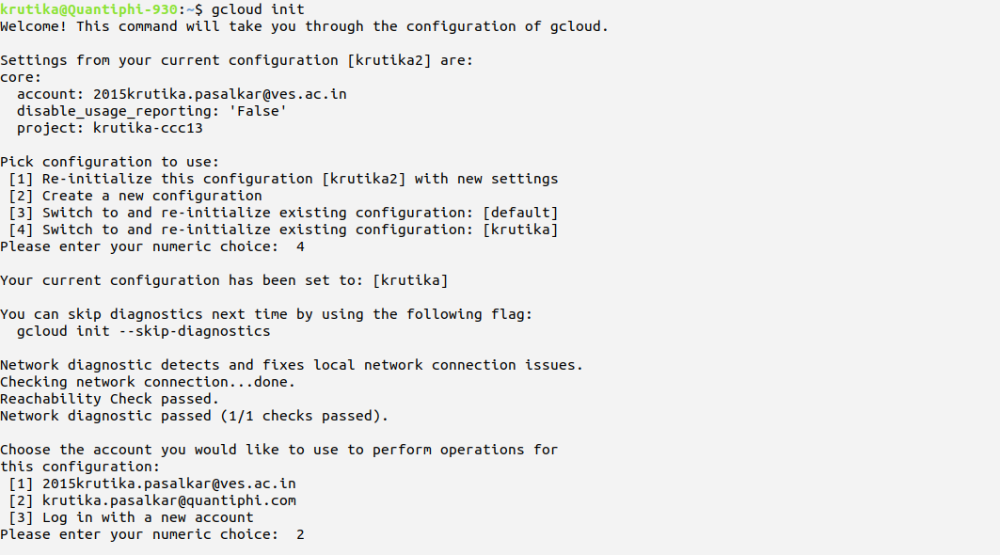 krutika@Quantiphi-930:~$ gcloud init
Welcome! This command will take you through the configuration of gcloud.
Settings from your current configuration [krutika2] are:
core:
account: 2015krutika.pasalkar@ves.ac.in
disable_usage_reporting: 'False'
project: krutika-ccc13
Pick configuration to use:
[1] Re-initialize this configuration [krutika2] with new settings
[2] Create a new configuration
[3] Switch to and re-initialize existing configuration: [default]
[4] Switch to and re-initialize existing configuration: [krutika]
Please enter your numeric choice:  4
Your current configuration has been set to: [krutika]
You can skip diagnostics next time by using the following flag:
gcloud init --skip-diagnostics
Network diagnostic detects and fixes local network connection issues.
Checking network connection...done.
Reachability Check passed.
Network diagnostic passed (1/1 checks passed).
Choose the account you would like to use to perform operations for
this configuration:
[1] 2015krutika.pasalkar@ves.ac.in
[2] krutika.pasalkar@quantiphi.com
[3] Log in with a new account
Please enter your numeric choice:  2